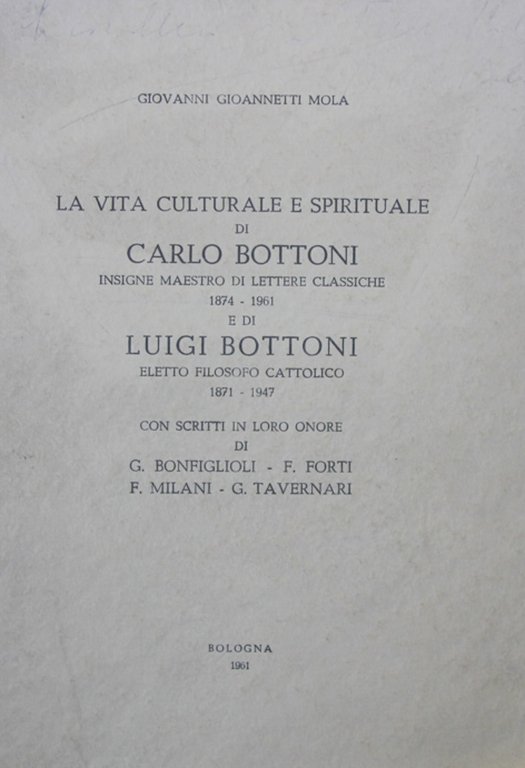 GIOVANNI GIOANNETTI MOLA
LA VITA CULTURALE E SPIRITUALE
DI
CARLO BOTTONI
INSIGNE MAESTRO DI LETTERE CLASSICHE
1874 - 1961
E DI
LUIGI BOTTONI
ELETTO FILOSOFO CATTOLICO
1871 - 1947
CON SCRITTI IN LORO ONORE
DI
G. BONFIGLIOLI - F. FORTI
F. MILANI - G. TAVERNARI
BOLOGNA
1961